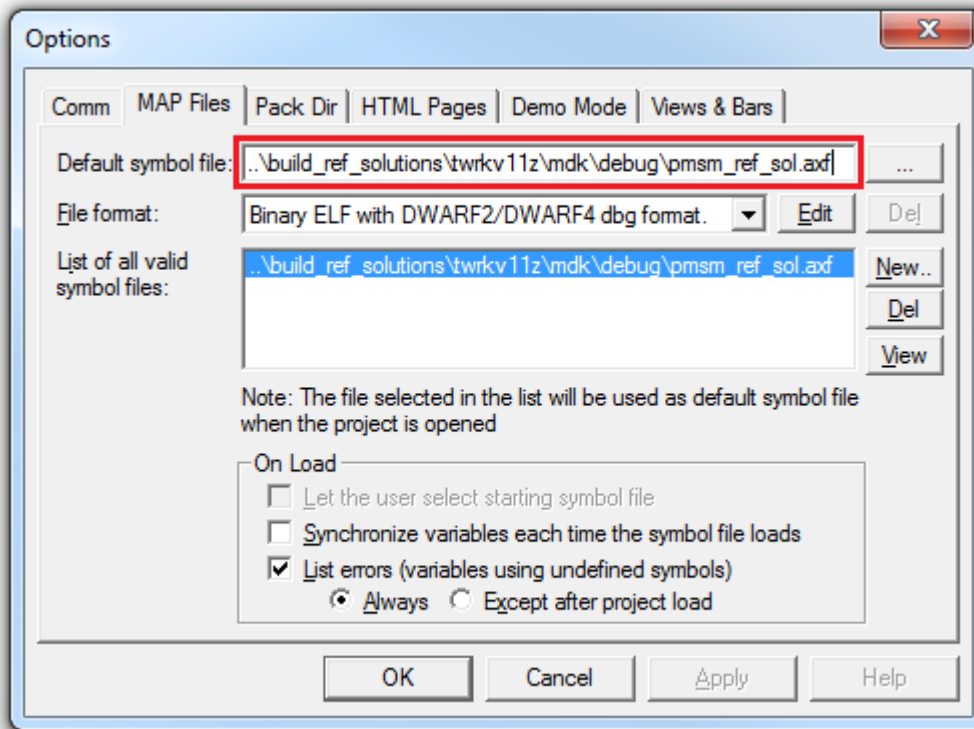 Options
Comm MAP Files Pack Dir HTML Pages Demo Mode Views & Bars
Default symbol file: ..\build_ref_solutions\twrkv11z\mdk\debug\pmsm_ref_sol.axf ...
File format: Binary ELF with DWARF2/DWARF4 dbg format. Edit Del
List of all valid
symbol files:
..\build_ref_solutions\twrkv11z\mdk\debug\pmsm_ref_sol.axf
New..
Del
View
Note: The file selected in the list will be used as default symbol file
when the project is opened
On Load
Let the user select starting symbol file
Synchronize variables each time the symbol file loads
List errors (variables using undefined symbols)
Always Except after project load
OK Cancel Apply Help